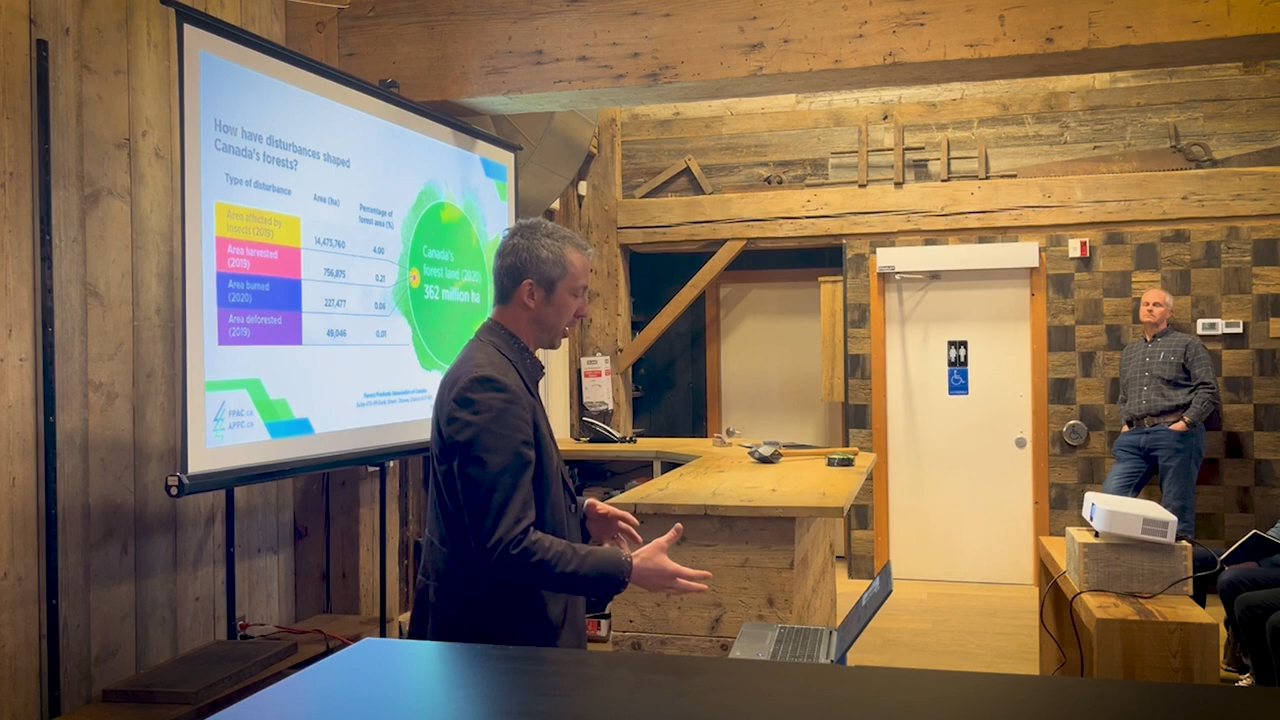 How have disturbances shaped
Canada's forests?
Type of disturbance
Area (ha)
Percentage of
forest area (%)
Area affected by
Insects (2019)
14,473,760
4.00
Area harvested
(2019)
756,875
0.21
Area burned
(2020)
227,477
0.06
Area deforested
(2019)
49,046
0.01
Canada's
forest land (2020)
362 million ha
Forest Products Association of Canada
FPAC.ca
APFC.ca